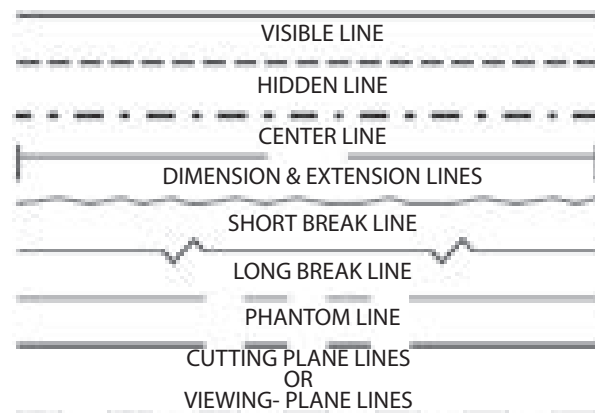 VISIBLE LINE
HIDDEN LINE
CENTER LINE
DIMENSION & EXTENSION LINES
SHORT BREAK LINE
LONG BREAK LINE
PHANTOM LINE
CUTTING PLANE LINES
OR
VIEWING- PLANE LINES